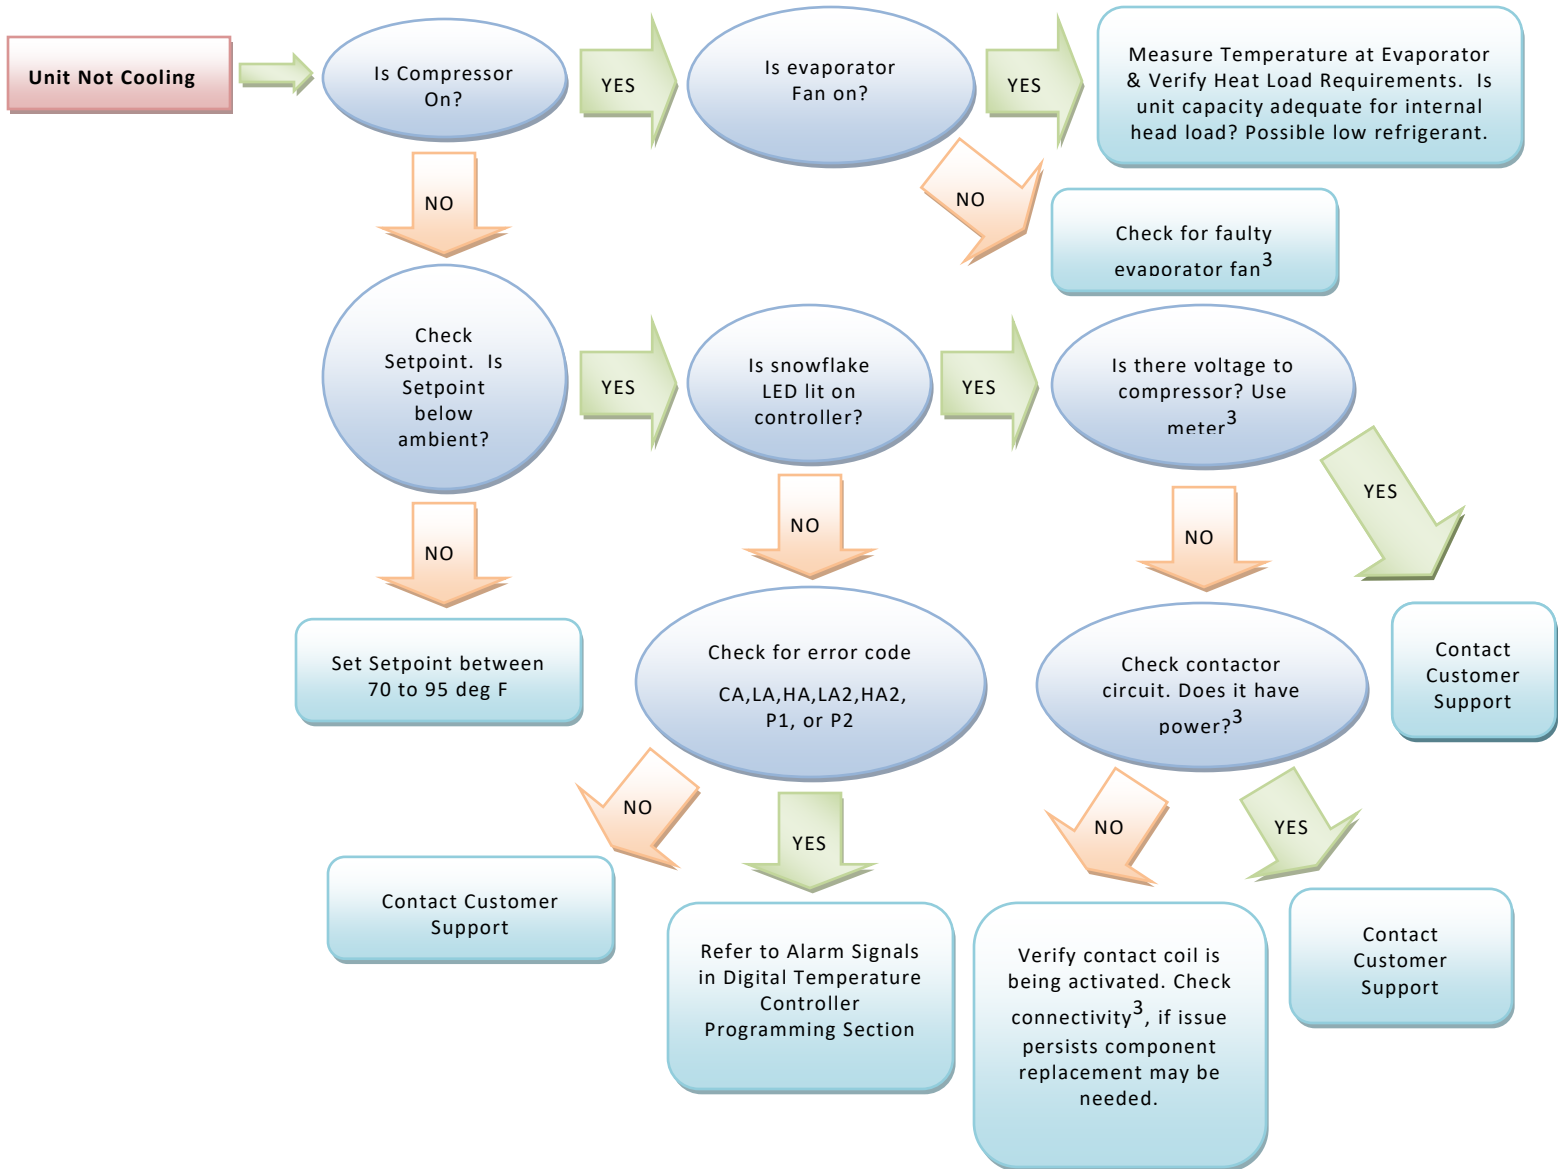 Unit Not Cooling
Is Compressor
On?
YES
Is evaporator
Fan on?
YES
Measure Temperature at Evaporator
& Verify Heat Load Requirements.  Is
unit capacity adequate for internal
head load? Possible low refrigerant.
NO
NO
Check for faulty
evaporator fan3
Check
Setpoint.  Is
Setpoint
below
ambient?
YES
Is snowflake
LED lit on
controller?
YES
Is there voltage to
compressor? Use
meter3
YES
NO
NO
NO
Set Setpoint between
70 to 95 deg F
Check for error code
CA,LA,HA,LA2,HA2,
P1, or P2
Check contactor
circuit. Does it have
power?3
Contact
Customer
Support
NO
YES
NO
YES
Contact Customer
Support
Refer to Alarm Signals
in Digital Temperature
Controller
Programming Section
Verify contact coil is
being activated. Check
connectivity3, if issue
persists component
replacement may be
needed.
Contact
Customer
Support